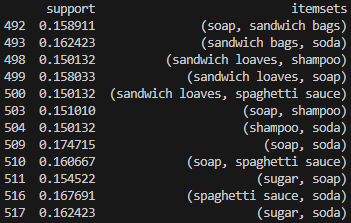 support itemsets
492 0.158911 (soap, sandwich bags)
493 0.162423 (sandwich bags, soda)
498 0.150132 (sandwich loaves, shampoo)
499 0.158033 (sandwich loaves, soap)
500 0.150132 (sandwich loaves, spaghetti sauce)
503 0.151010 (soap, shampoo)
504 0.150132 (shampoo, soda)
509 0.174715 (soap, soda)
510 0.160667 (soap, spaghetti sauce)
511 0.154522 (sugar, soap)
516 0.167691 (spaghetti sauce, soda)
517 0.162423 (sugar, soda)